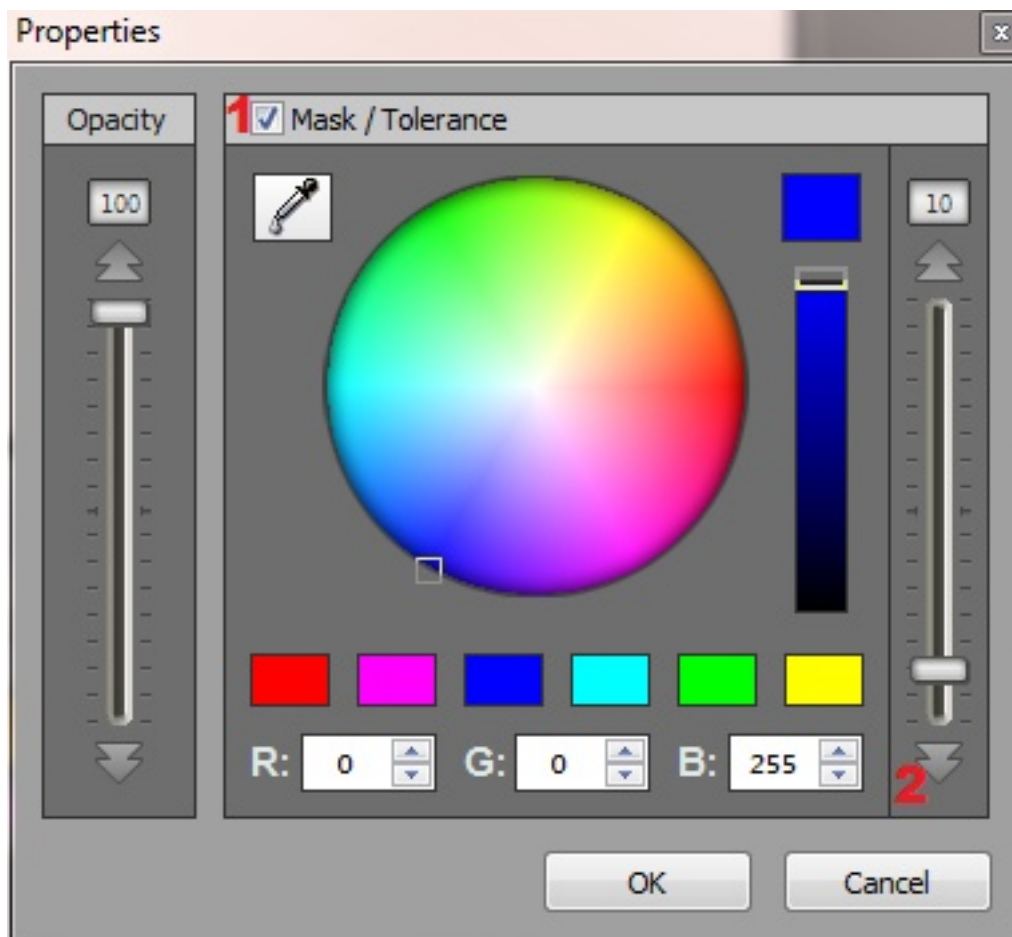 Properties
Opacity
1 Mask / Tolerance
100
10
R: 0 G: 0 B: 255
2
OK Cancel